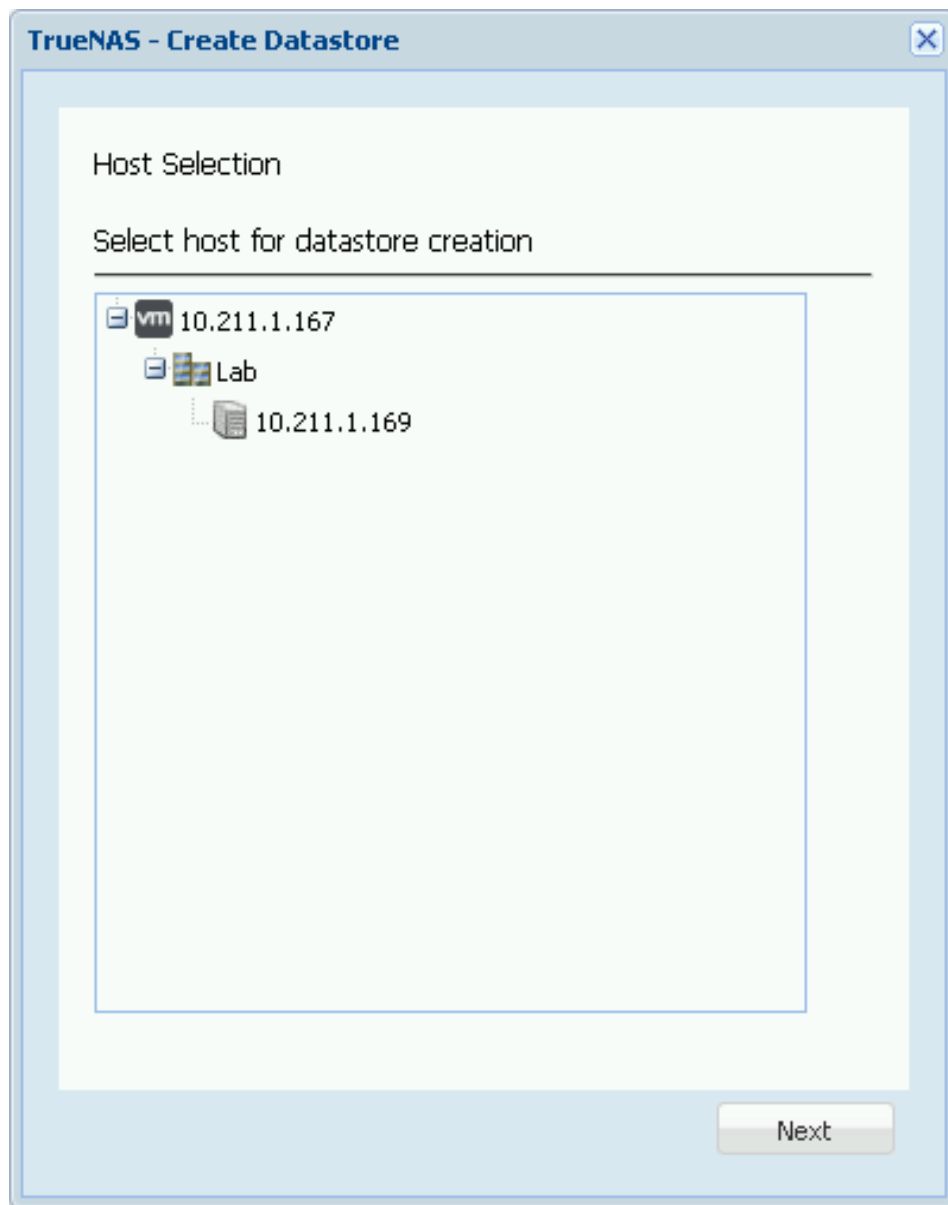 TrueNAS - Create Datastore
Host Selection
Select host for datastore creation
vm 10.211.1.167
Lab
10.211.1.169
Next